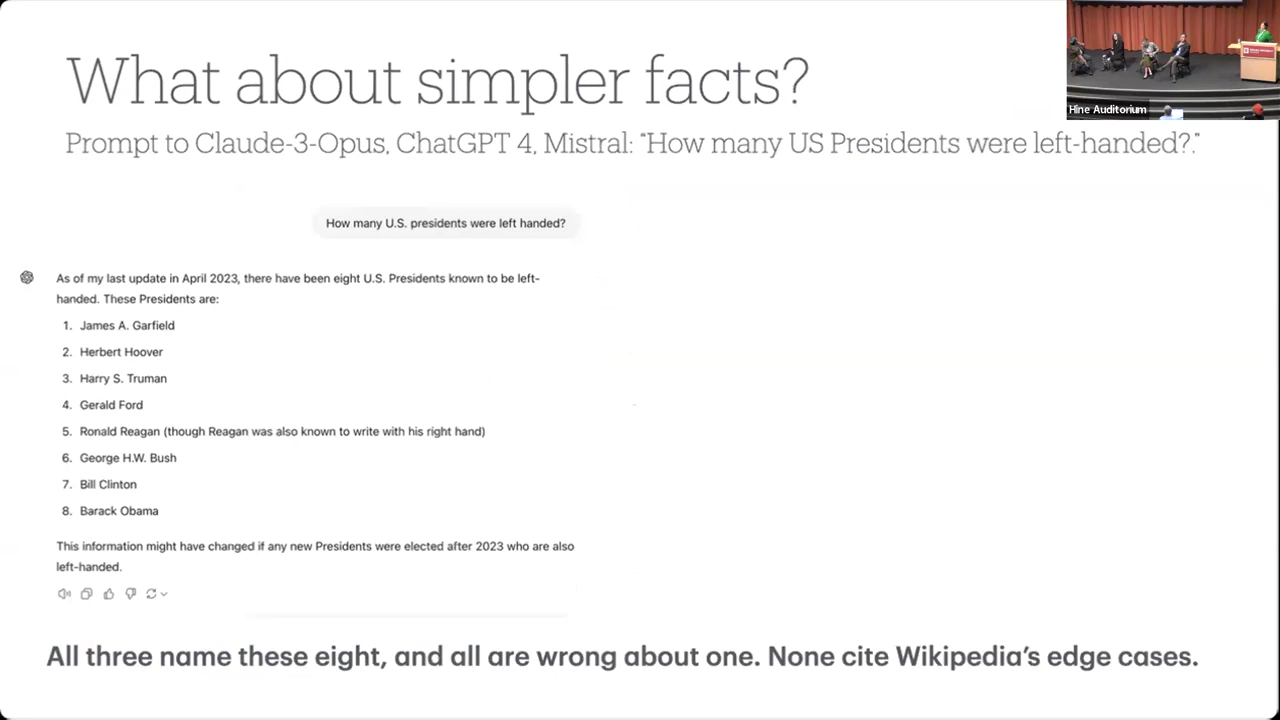 What about simpler facts?
Hine Auditorium
Prompt to Claude-3-Opus, ChatGPT 4, Mistral: “How many US Presidents were left-handed?.”
How many U.S. presidents were left handed?
As of my last update in April 2023, there have been eight U.S. Presidents known to be left-
handed. These Presidents are:
1. James A. Garfield
2. Herbert Hoover
3. Harry S. Truman
4. Gerald Ford
5. Ronald Reagan (though Reagan was also known to write with his right hand)
6. George H.W. Bush
7. Bill Clinton
8. Barack Obama
This information might have changed if any new Presidents were elected after 2023 who are also
left-handed.
All three name these eight, and all are wrong about one. None cite Wikipedia’s edge cases.